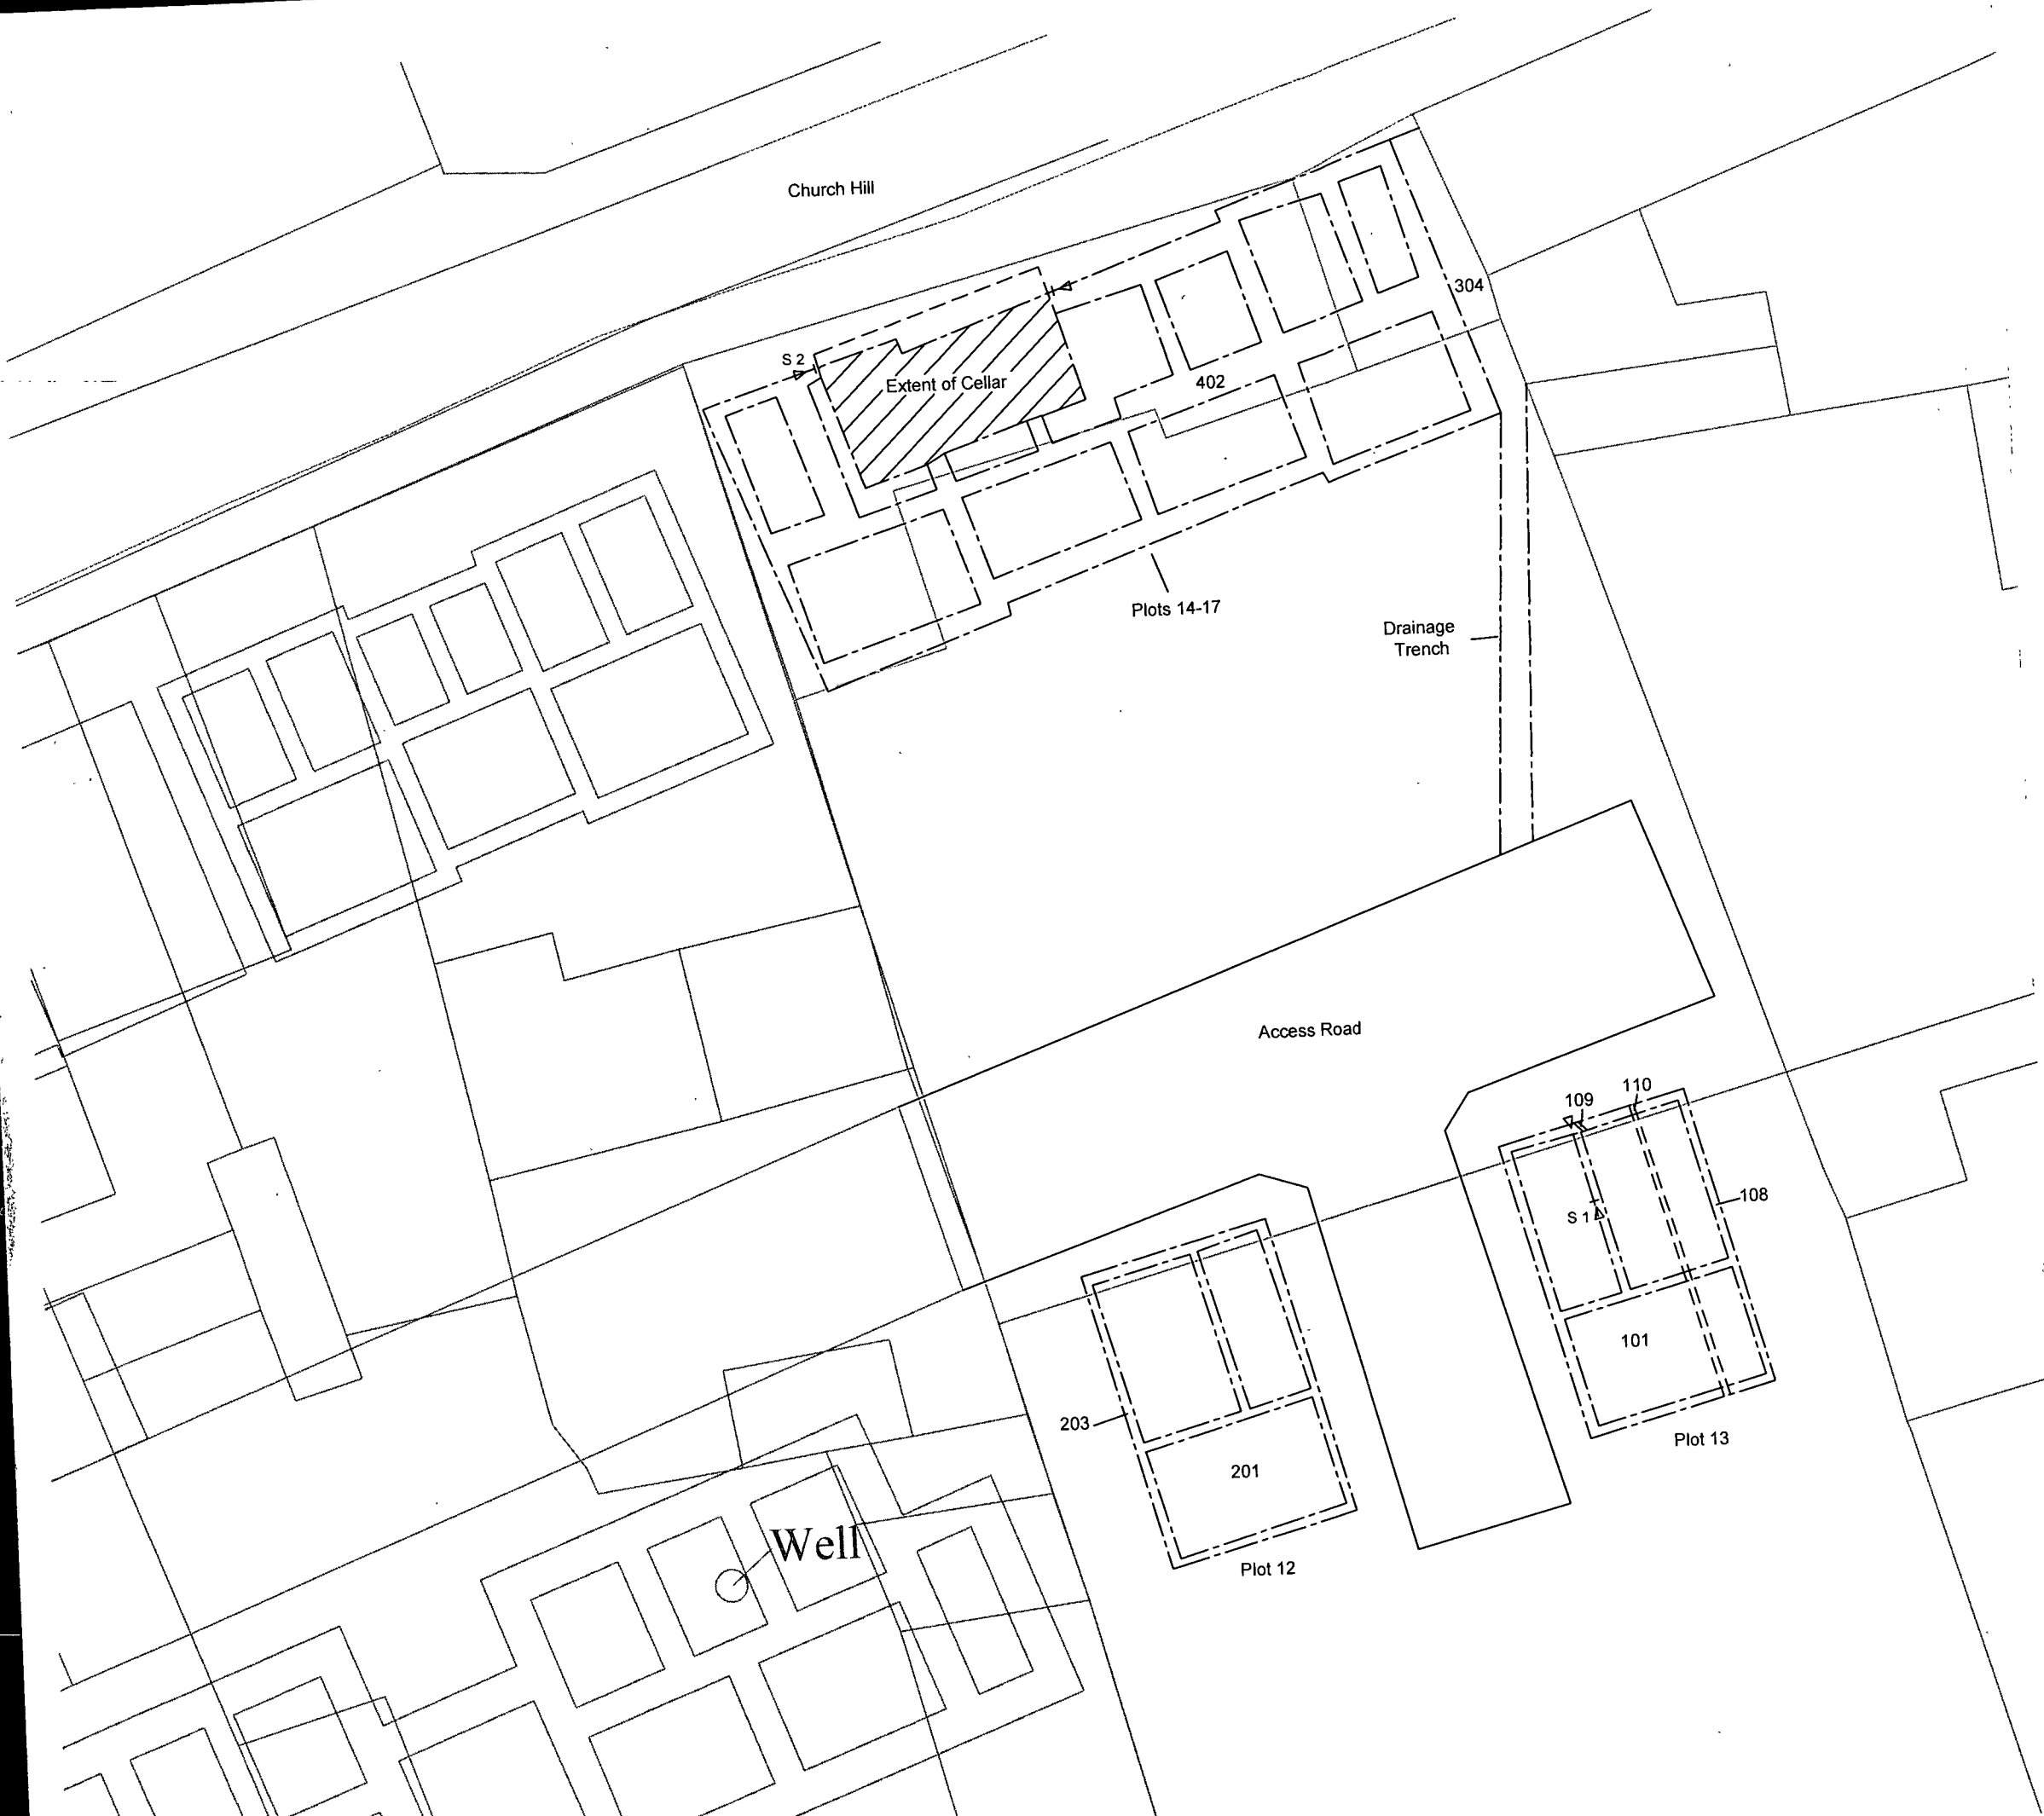 Church Hill
304
S 2
Extent of Cellar
402
Plots 14-17
Drainage
Trench
Access Road
110
109
108
S 1
101
203
Plot 13
201
Well
Plot 12